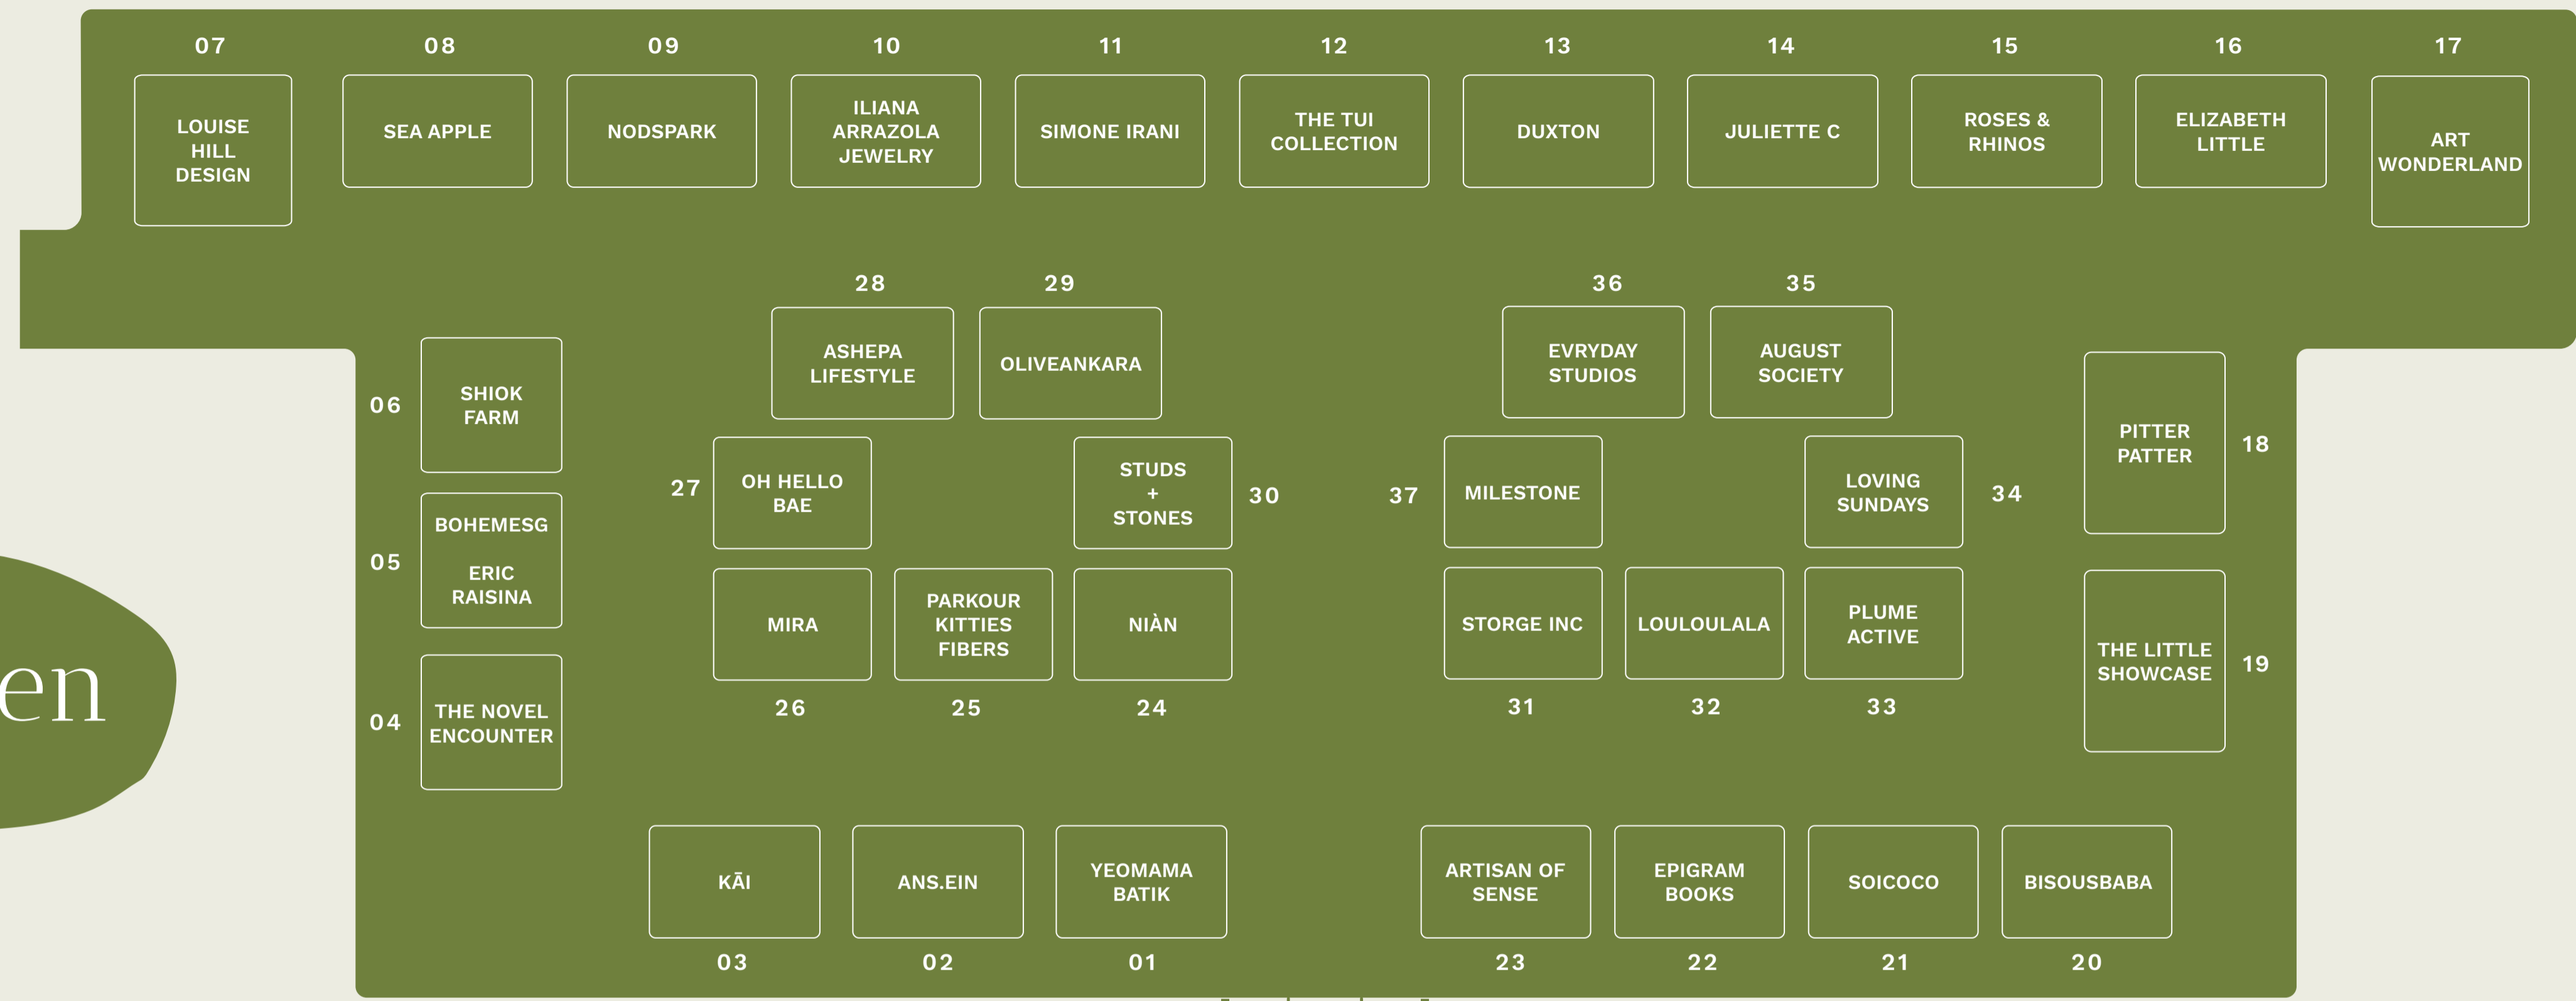 07
08
09
10
11
12
13
14
15
16
17
LOUISE
HILL
DESIGN
SEA APPLE
NODSPARK
ILIANA
ARRAZOLA
JEWELRY
SIMONE IRANI
THE TUI
COLLECTION
DUXTON
JULIETTE C
ROSES &
RHINOS
ELIZABETH
LITTLE
ART
WONDERLAND
28
29
36
35
ASHEPA
LIFESTYLE
OLIVEANKARA
EVRYDAY
STUDIOS
AUGUST
SOCIETY
06
SHIOK
FARM
PITTER
PATTER
18
27
OH HELLO
BAE
STUDS
+
STONES
30
37
MILESTONE
LOVING
SUNDAYS
34
05
BOHEMESG
ERIC
RAISINA
MIRA
PARKOUR
KITTIES
FIBERS
NIÀN
STORGE INC
LOULOULALA
PLUME
ACTIVE
THE LITTLE
SHOWCASE
19
26
25
24
31
32
33
en
04
THE NOVEL
ENCOUNTER
KĀI
ANS.EIN
YEOMAMA
BATIK
ARTISAN OF
SENSE
EPIGRAM
BOOKS
SOICOCO
BISOUSBABA
03
02
01
23
22
21
20